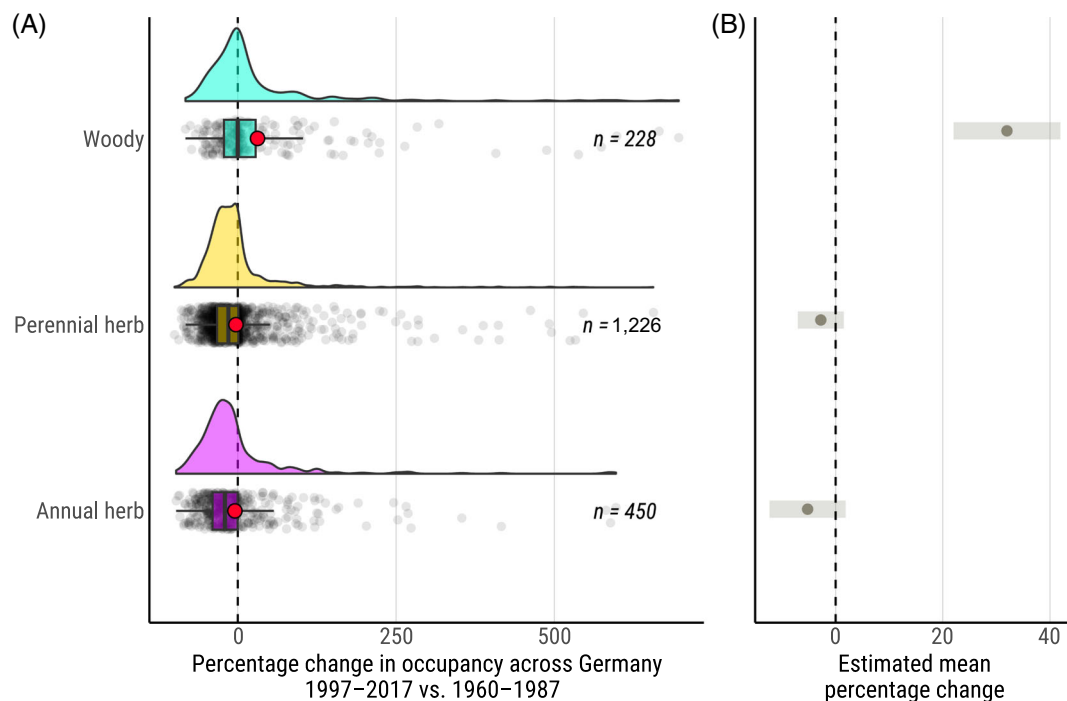 (A)
(B)
Woody
n = 228
Perennial herb
n = 1,226
Annual herb
n = 450
0 250 500
0 20 40
Percentage change in occupancy across Germany
1997–2017 vs. 1960–1987
Estimated mean
percentage change